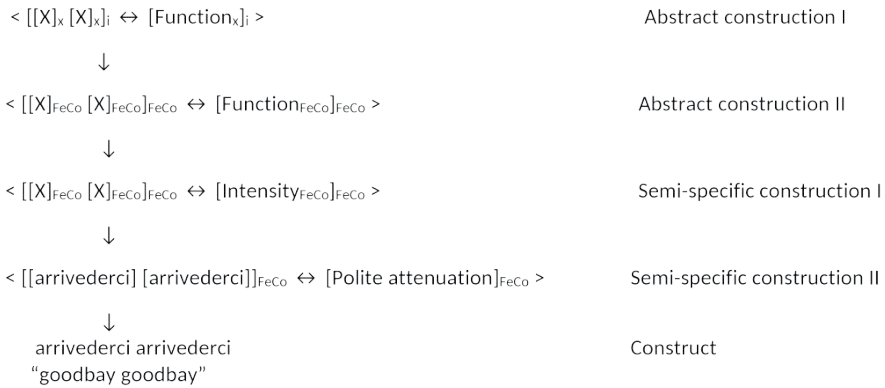 < [[X]ₓ [X]ₓ]ᵢ ↔ [Functionₓ]ᵢ > Abstract construction I
↓
< [[X]FeCo [X]FeCo]FeCo ↔ [FunctionFeCo]FeCo > Abstract construction II
↓
< [[X]FeCo [X]FeCo]FeCo ↔ [IntensityFeCo]FeCo > Semi-specific construction I
↓
< [[arrivederci] [arrivederci]]FeCo ↔ [Polite attenuation]FeCo > Semi-specific construction II
↓
arrivederci arrivederci Construct
“goodbay goodbay”